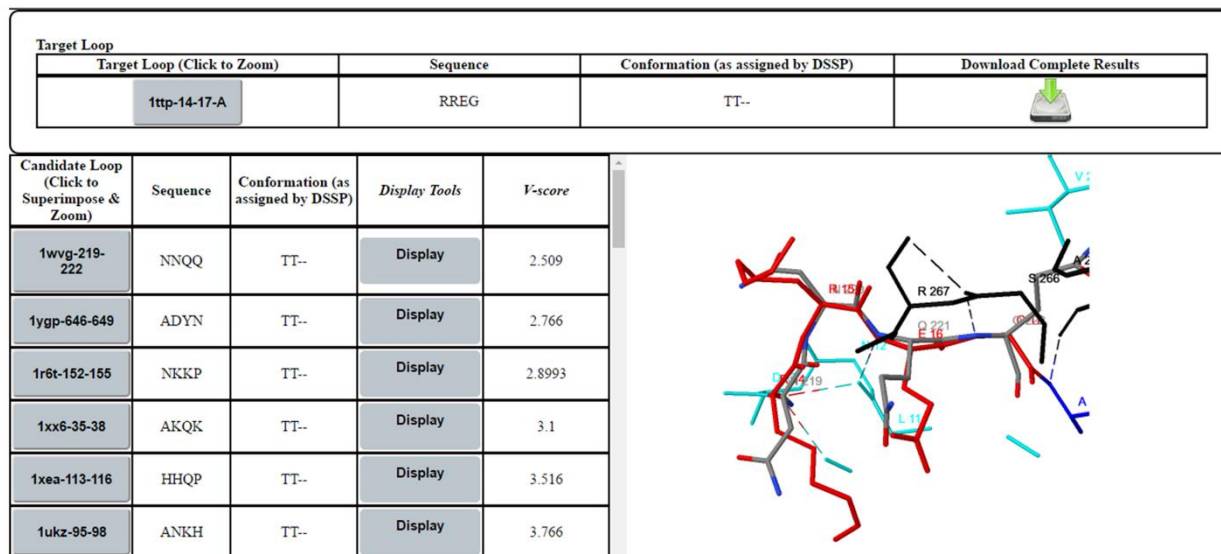 Target Loop
Target Loop (Click to Zoom) Sequence Conformation (as assigned by DSSP) Download Complete Results
1ttp-14-17-A RREG TT--
Candidate Loop (Click to Superimpose & Zoom) Sequence Conformation (as assigned by DSSP) Display Tools V-score
1wvg-219-222 NNQQ TT-- Display 2.509
1ygp-646-649 ADYN TT-- Display 2.766
1r6t-152-155 NKKP TT-- Display 2.8993
1xx6-35-38 AKQK TT-- Display 3.1
1xea-113-116 HHQP TT-- Display 3.516
1ukz-95-98 ANKH TT-- Display 3.766
R 267
S 266
Q 221
E 16
L 11